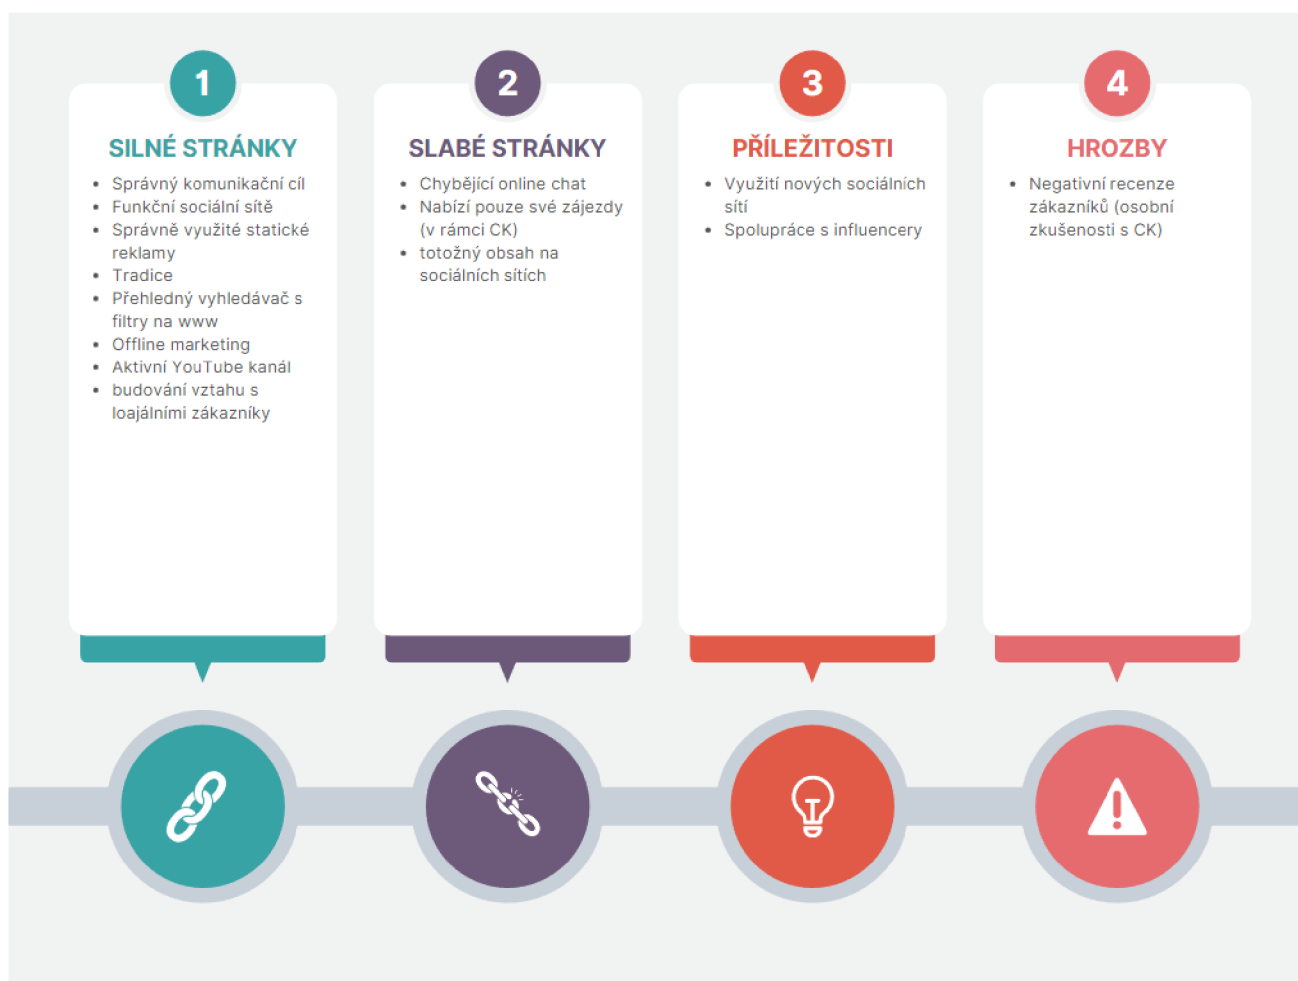 1
SILNÉ STRÁNKY
• Správný komunikační cíl
• Funkční sociální sítě
• Správně využité statické
reklamy
• Tradice
• Přehledný vyhledávač s
filtry na www
• Offline marketing
• Aktivní YouTube kanál
• budování vztahu s
loajálními zákazníky
2
SLABÉ STRÁNKY
• Chybějící online chat
• Nabízí pouze své zájezdy
(v rámci CK)
• totožný obsah na
sociálních sítích
3
PŘÍLEŽITOSTI
• Využití nových sociálních
sítí
• Spolupráce s influencery
4
HROZBY
• Negativní recenze
zákazníků (osobní
zkušenosti s CK)